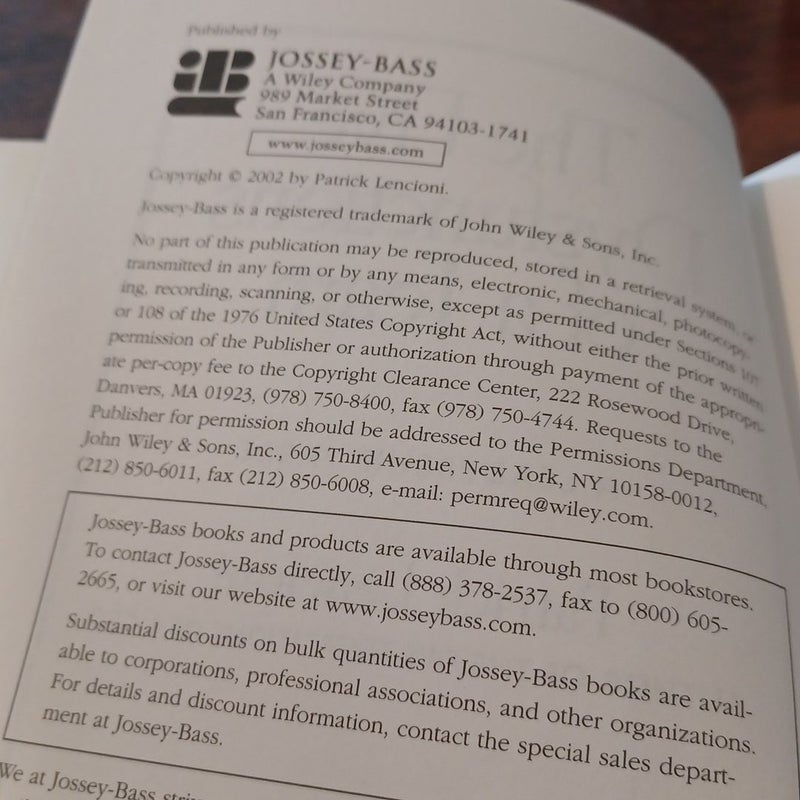 Published by
JOSSEY-BASS
A Wiley Company
989 Market Street
San Francisco, CA 94103-1741
www.josseybass.com
Copyright © 2002 by Patrick Lencioni.
Jossey-Bass is a registered trademark of John Wiley & Sons, Inc.
No part of this publication may be reproduced, stored in a retrieval system, or
transmitted in any form or by any means, electronic, mechanical, photocopy-
ing, recording, scanning, or otherwise, except as permitted under Sections 107
or 108 of the 1976 United States Copyright Act, without either the prior written
permission of the Publisher or authorization through payment of the appropri-
ate per-copy fee to the Copyright Clearance Center, 222 Rosewood Drive,
Danvers, MA 01923, (978) 750-8400, fax (978) 750-4744. Requests to the
Publisher for permission should be addressed to the Permissions Department,
John Wiley & Sons, Inc., 605 Third Avenue, New York, NY 10158-0012,
(212) 850-6011, fax (212) 850-6008, e-mail: permreq@wiley.com.
Jossey-Bass books and products are available through most bookstores.
To contact Jossey-Bass directly, call (888) 378-2537, fax to (800) 605-
2665, or visit our website at www.josseybass.com.
Substantial discounts on bulk quantities of Jossey-Bass books are avail-
able to corporations, professional associations, and other organizations.
For details and discount information, contact the special sales depart-
ment at Jossey-Bass.
We at Jossey-Bass